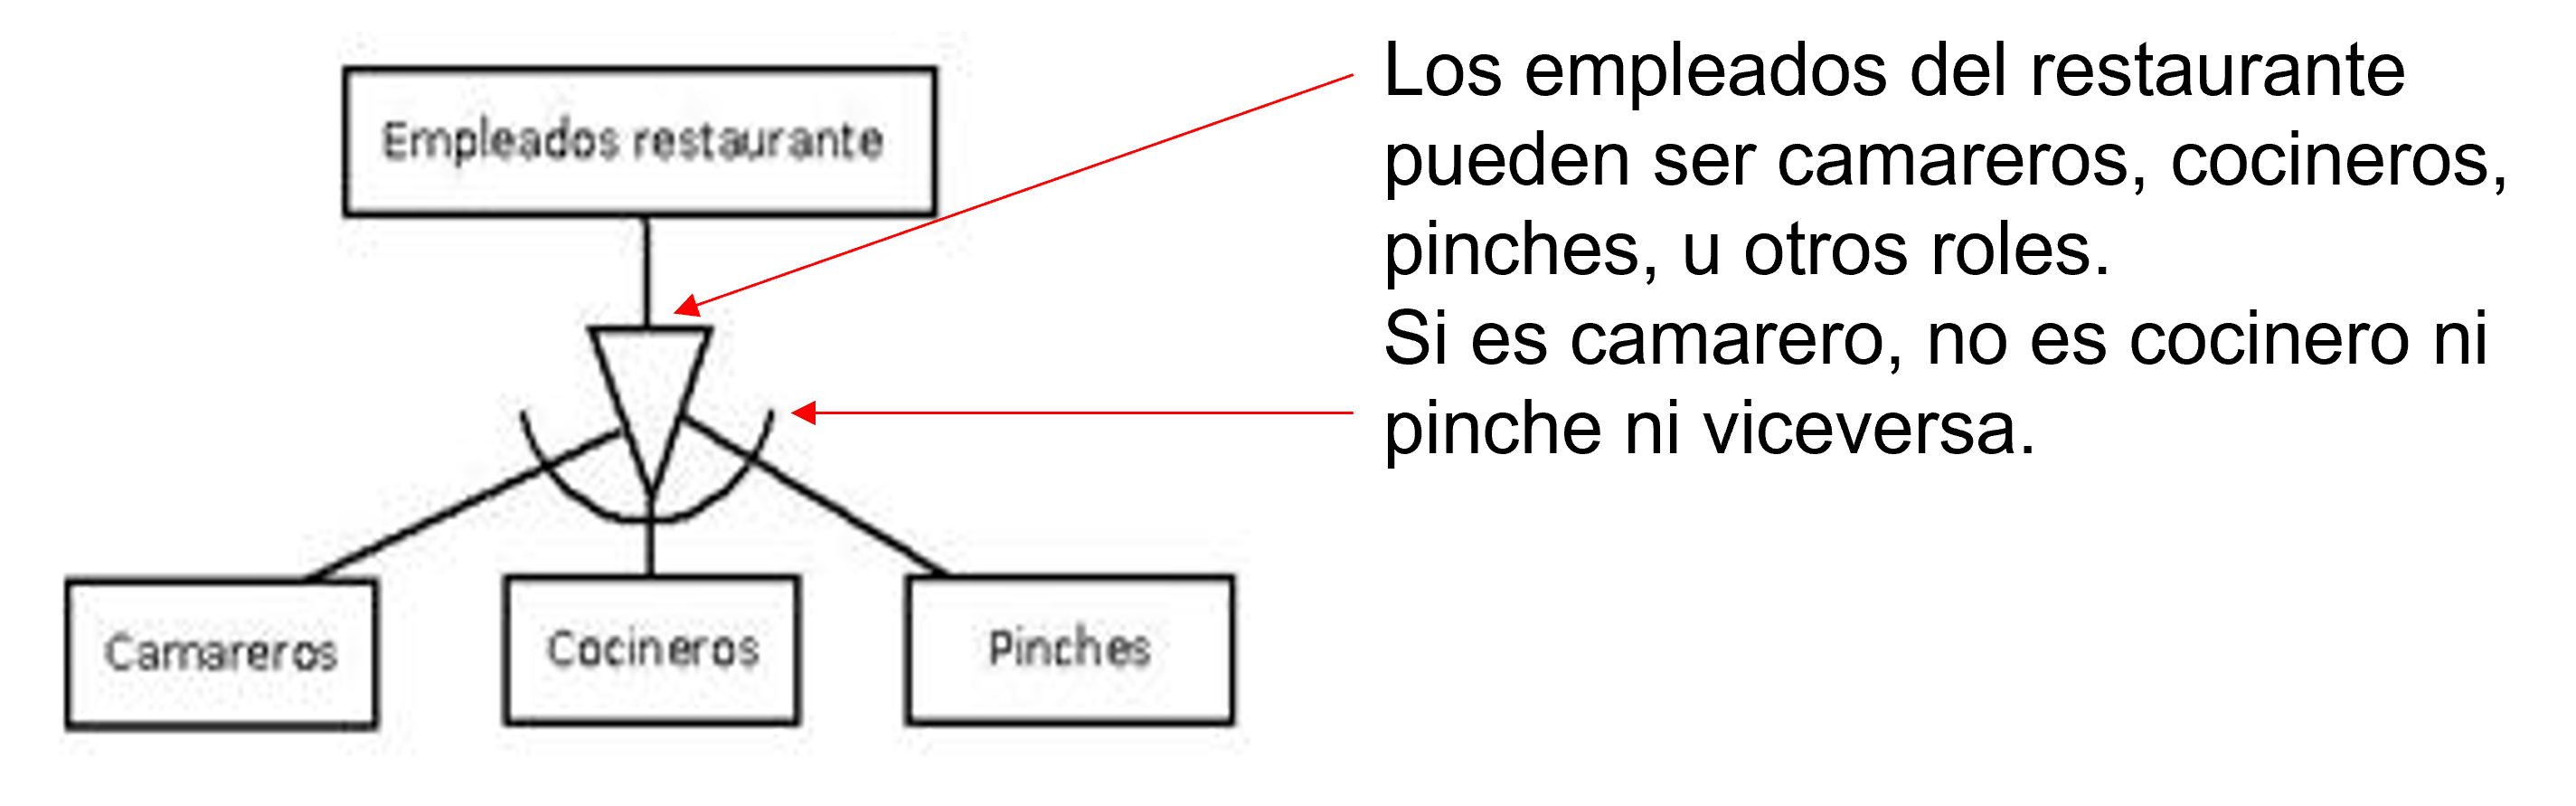 Empleados restaurante
Los empleados del restaurante
pueden ser camareros, cocineros,
pinches, u otros roles.
Si es camarero, no es cocinero ni
pinche ni viceversa.
Camareros
Cocineros
Pinches